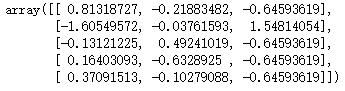 array([[ 0.81318727, -0.21883482, -0.64593619],
[-1.60549572, -0.03761593, 1.54814054],
[-0.13121225, 0.49241019, -0.64593619],
[ 0.16403093, -0.6328925 , -0.64593619],
[ 0.37091513, -0.10279088, -0.64593619]])